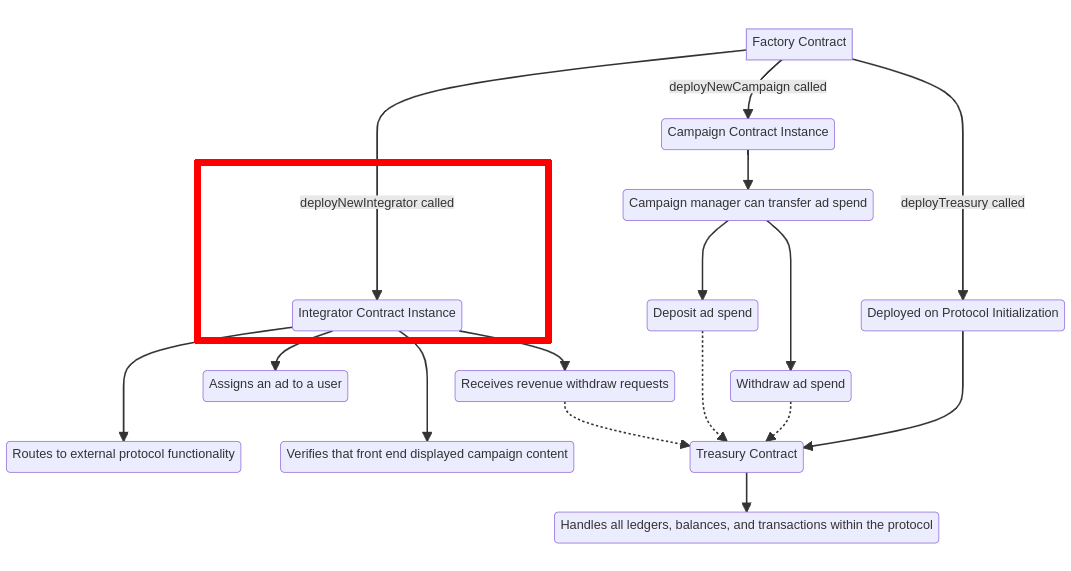 Factory Contract
deployNewCampaign called
Campaign Contract Instance
deployNewIntegrator called
Campaign manager can transfer ad spend
deployTreasury called
Integrator Contract Instance
Deposit ad spend
Deployed on Protocol Initialization
Assigns an ad to a user
Receives revenue withdraw requests
Withdraw ad spend
Routes to external protocol functionality
Verifies that front end displayed campaign content
Treasury Contract
Handles all ledgers, balances, and transactions within the protocol